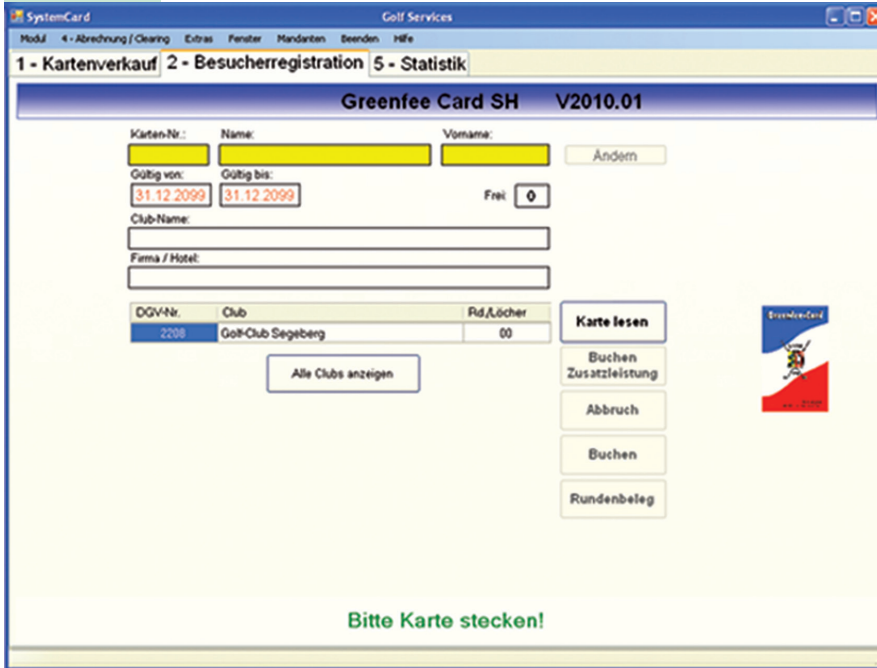 SystemCard Golf Services
Modul 4 - Abrechnung / Clearing Extras Fenster Mandanten Beenden Hilfe
1 - Kartenverkauf 2 - Besucherregistration 5 - Statistik
Greenfee Card SH V2010.01
Karten-Nr.: Name: Vorname:
Ändern
Gültig von: Gültig bis:
31.12.2099 31.12.2099 Frei: 0
Club-Name:
Firma / Hotel:
DGV-Nr. Club Rd./Löcher
2208 Golf-Club Segeberg 00
Karte lesen
Greenfee-Card
Alle Clubs anzeigen
Buchen
Zusatzleistung
Abbruch
Buchen
Rundenbeleg
Bitte Karte stecken!